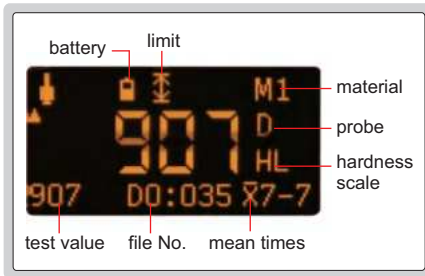 battery limit
M1 material
907 D probe
HL hardness
scale
907 D0:035 x̄7-7
test value file No. mean times